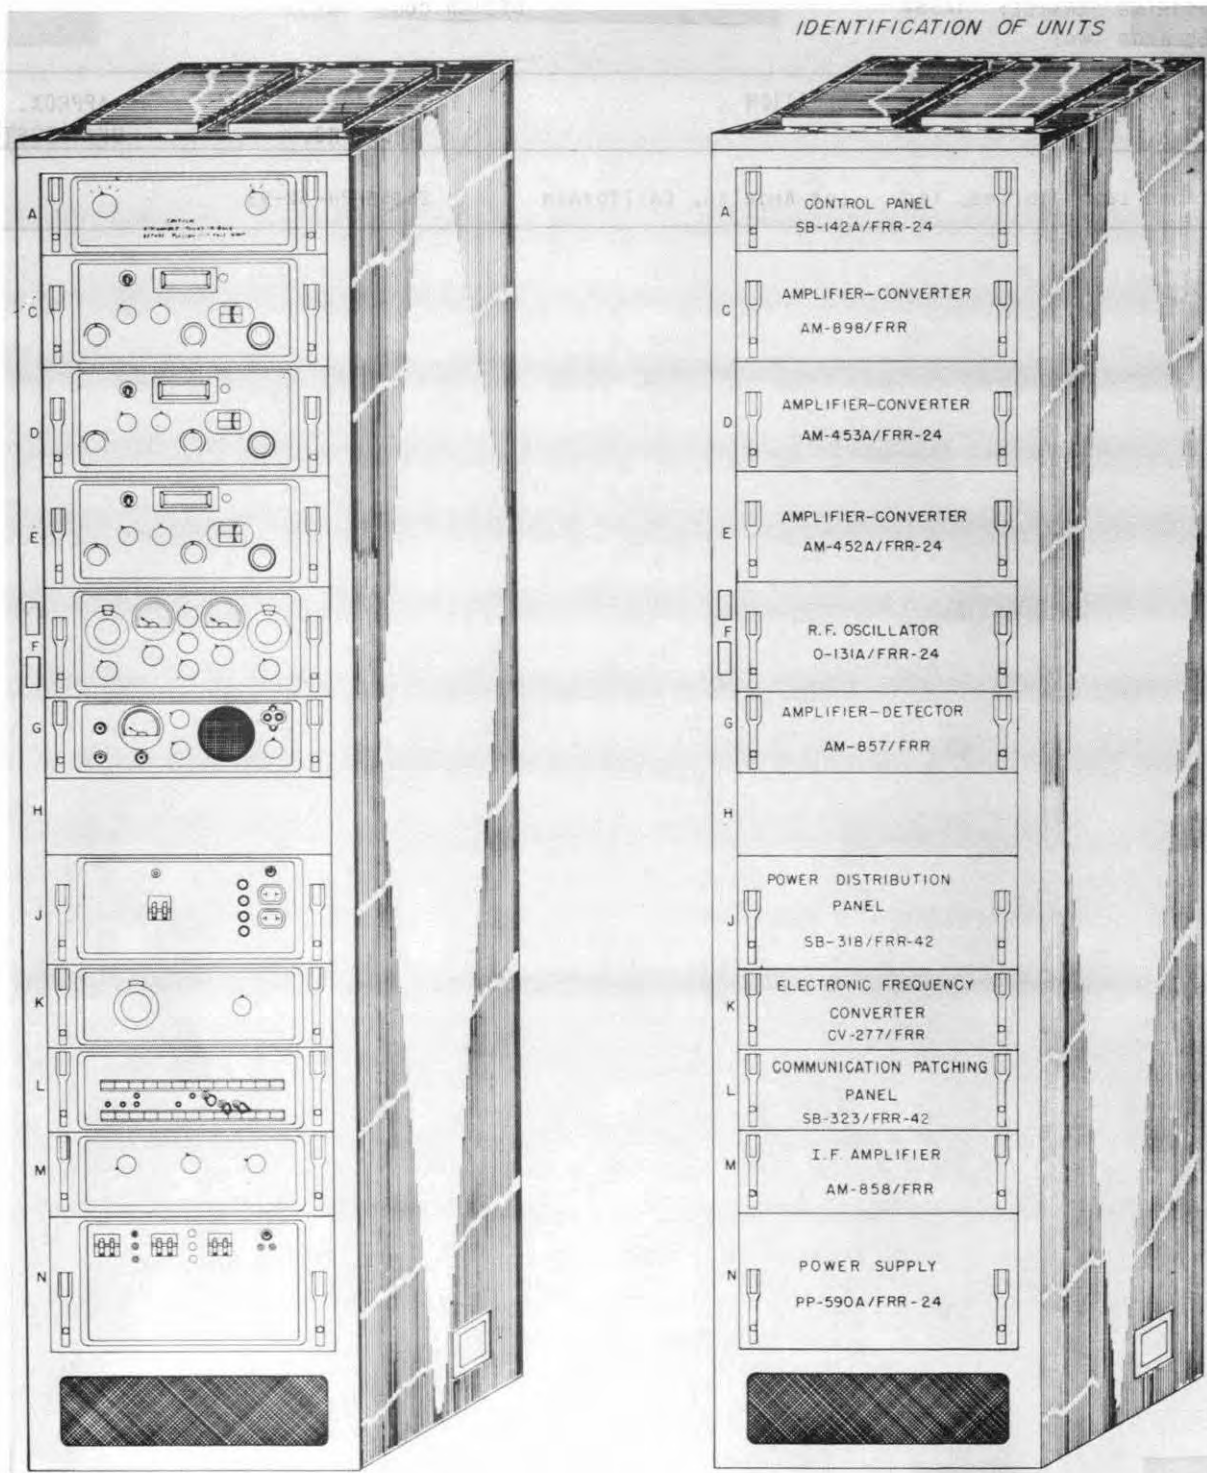 IDENTIFICATION OF UNITS
APPROX.
A
C
D
E
F
G
H
J
K
L
M
N
A
CONTROL PANEL
SB-142A/FRR-24
C
AMPLIFIER-CONVERTER
AM-898/FRR
D
AMPLIFIER-CONVERTER
AM-453A/FRR-24
E
AMPLIFIER-CONVERTER
AM-452A/FRR-24
F
R.F. OSCILLATOR
O-131A/FRR-24
G
AMPLIFIER-DETECTOR
AM-857/FRR
H
J
POWER DISTRIBUTION
PANEL
SB-318/FRR-42
K
ELECTRONIC FREQUENCY
CONVERTER
CV-277/FRR
L
COMMUNICATION PATCHING
PANEL
SB-323/FRR-42
M
I.F. AMPLIFIER
AM-858/FRR
N
POWER SUPPLY
PP-590A/FRR-24